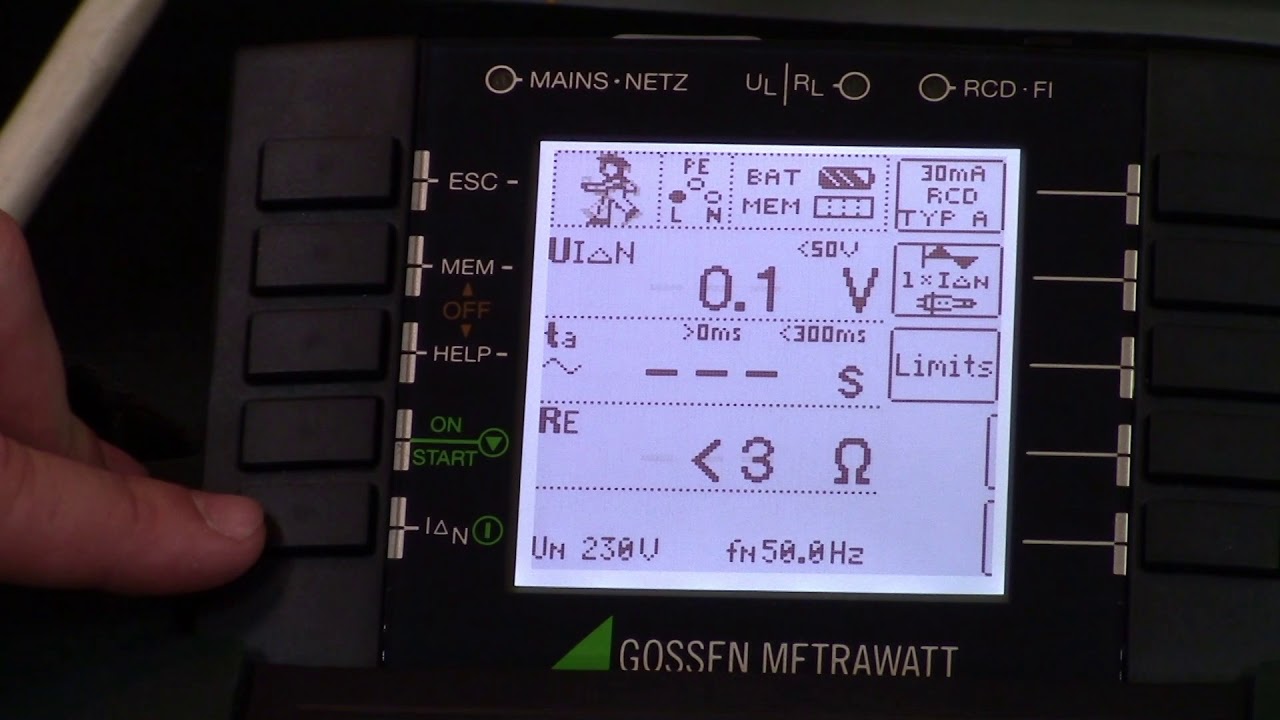 MAINS·NETZ
UL|RL
RCD·FI
ESC
MEM
OFF
HELP
ON
START
I△N
PE
L N
BAT
MEM
30mA
RCD
TYP A
UI△N
<50V
0.1 V
1×I△N
ta
>0ms <300ms
--- s
Limits
RE
<3 Ω
UN 230V fN50.0Hz
GOSSEN METRAWATT